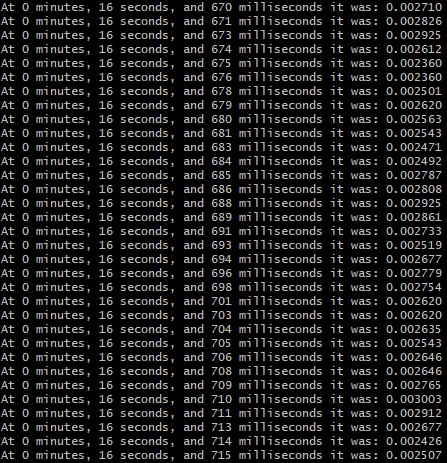 At 0 minutes, 16 seconds, and 670 milliseconds it was: 0.002710
At 0 minutes, 16 seconds, and 671 milliseconds it was: 0.002826
At 0 minutes, 16 seconds, and 673 milliseconds it was: 0.002925
At 0 minutes, 16 seconds, and 674 milliseconds it was: 0.002612
At 0 minutes, 16 seconds, and 675 milliseconds it was: 0.002360
At 0 minutes, 16 seconds, and 676 milliseconds it was: 0.002360
At 0 minutes, 16 seconds, and 678 milliseconds it was: 0.002501
At 0 minutes, 16 seconds, and 679 milliseconds it was: 0.002620
At 0 minutes, 16 seconds, and 680 milliseconds it was: 0.002563
At 0 minutes, 16 seconds, and 681 milliseconds it was: 0.002543
At 0 minutes, 16 seconds, and 683 milliseconds it was: 0.002471
At 0 minutes, 16 seconds, and 684 milliseconds it was: 0.002492
At 0 minutes, 16 seconds, and 685 milliseconds it was: 0.002787
At 0 minutes, 16 seconds, and 686 milliseconds it was: 0.002808
At 0 minutes, 16 seconds, and 688 milliseconds it was: 0.002925
At 0 minutes, 16 seconds, and 689 milliseconds it was: 0.002861
At 0 minutes, 16 seconds, and 691 milliseconds it was: 0.002733
At 0 minutes, 16 seconds, and 693 milliseconds it was: 0.002519
At 0 minutes, 16 seconds, and 694 milliseconds it was: 0.002677
At 0 minutes, 16 seconds, and 696 milliseconds it was: 0.002779
At 0 minutes, 16 seconds, and 698 milliseconds it was: 0.002754
At 0 minutes, 16 seconds, and 701 milliseconds it was: 0.002620
At 0 minutes, 16 seconds, and 703 milliseconds it was: 0.002620
At 0 minutes, 16 seconds, and 704 milliseconds it was: 0.002635
At 0 minutes, 16 seconds, and 705 milliseconds it was: 0.002543
At 0 minutes, 16 seconds, and 706 milliseconds it was: 0.002646
At 0 minutes, 16 seconds, and 708 milliseconds it was: 0.002646
At 0 minutes, 16 seconds, and 709 milliseconds it was: 0.002765
At 0 minutes, 16 seconds, and 710 milliseconds it was: 0.003003
At 0 minutes, 16 seconds, and 711 milliseconds it was: 0.002912
At 0 minutes, 16 seconds, and 713 milliseconds it was: 0.002677
At 0 minutes, 16 seconds, and 714 milliseconds it was: 0.002426
At 0 minutes, 16 seconds, and 715 milliseconds it was: 0.002507